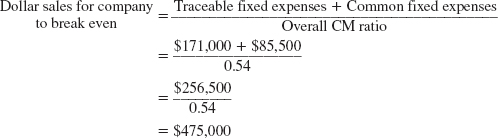 Dollar sales for company to break even = Traceable fixed expenses + Common fixed expenses
Overall CM ratio
= $171,000 + $85,500
0.54
= $256,500
0.54
= $475,000